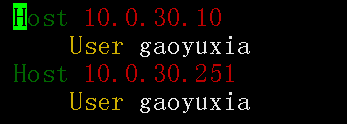 Host 10.0.30.10
User gaoyuxia
Host 10.0.30.251
User gaoyuxia